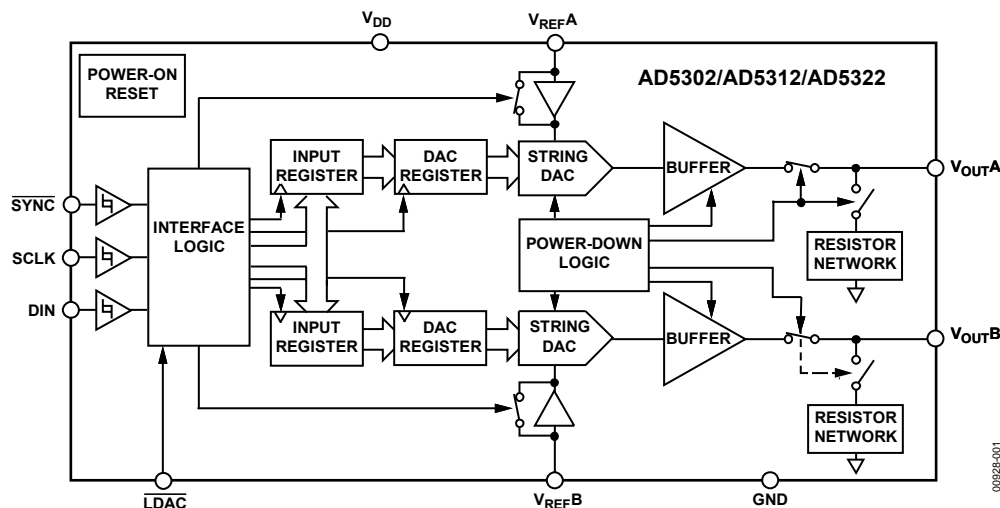 VDD
VREFA
POWER-ON
RESET
AD5302/AD5312/AD5322
INPUT
REGISTER
DAC
REGISTER
STRING
DAC
BUFFER
VOUTA
SYNC
SCLK
DIN
INTERFACE
LOGIC
POWER-DOWN
LOGIC
RESISTOR
NETWORK
INPUT
REGISTER
DAC
REGISTER
STRING
DAC
BUFFER
VOUTB
RESISTOR
NETWORK
LDAC
VREFB
GND
00928-001